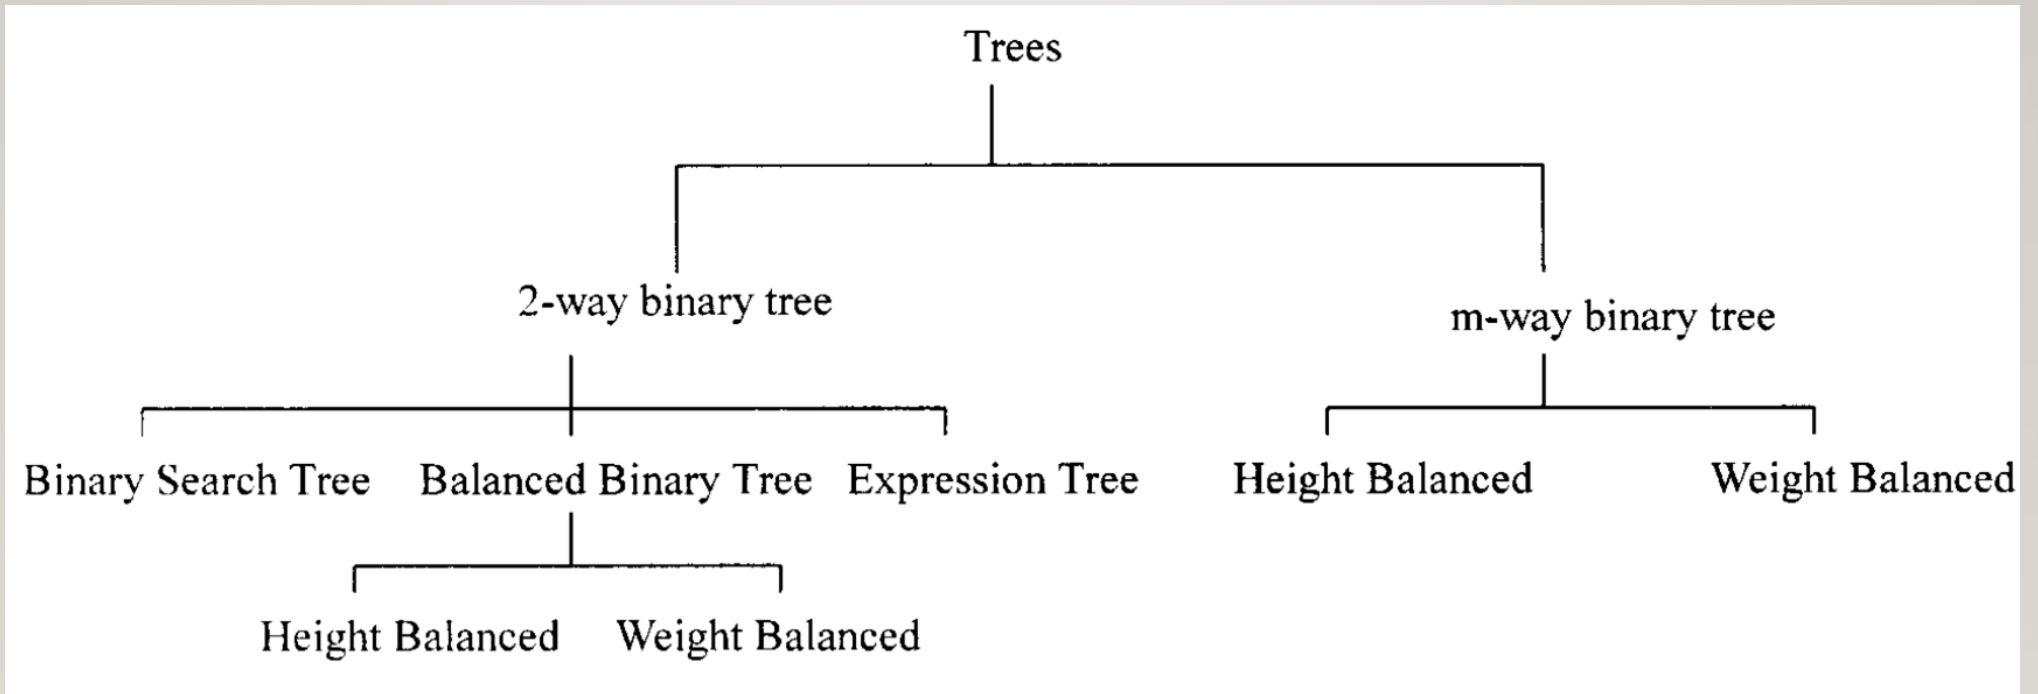 Trees
2-way binary tree
m-way binary tree
Binary Search Tree
Balanced Binary Tree
Expression Tree
Height Balanced
Weight Balanced
Height Balanced
Weight Balanced